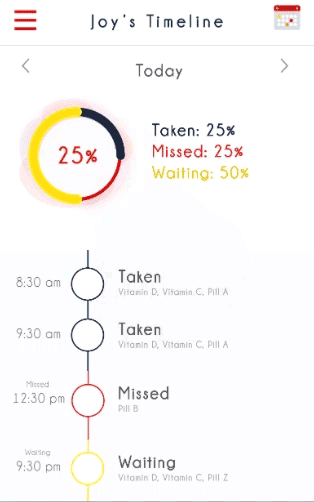 Joy's Timeline
Today
25%
Taken: 25%
Missed: 25%
Waiting: 50%
8:30 am
Taken
Vitamin D, Vitamin C, Pill A
9:30 am
Taken
Vitamin D, Vitamin C, Pill A
Missed
12:30 pm
Missed
Pill B
Waiting
9:30 pm
Waiting
Vitamin D, Vitamin C, Pill Z